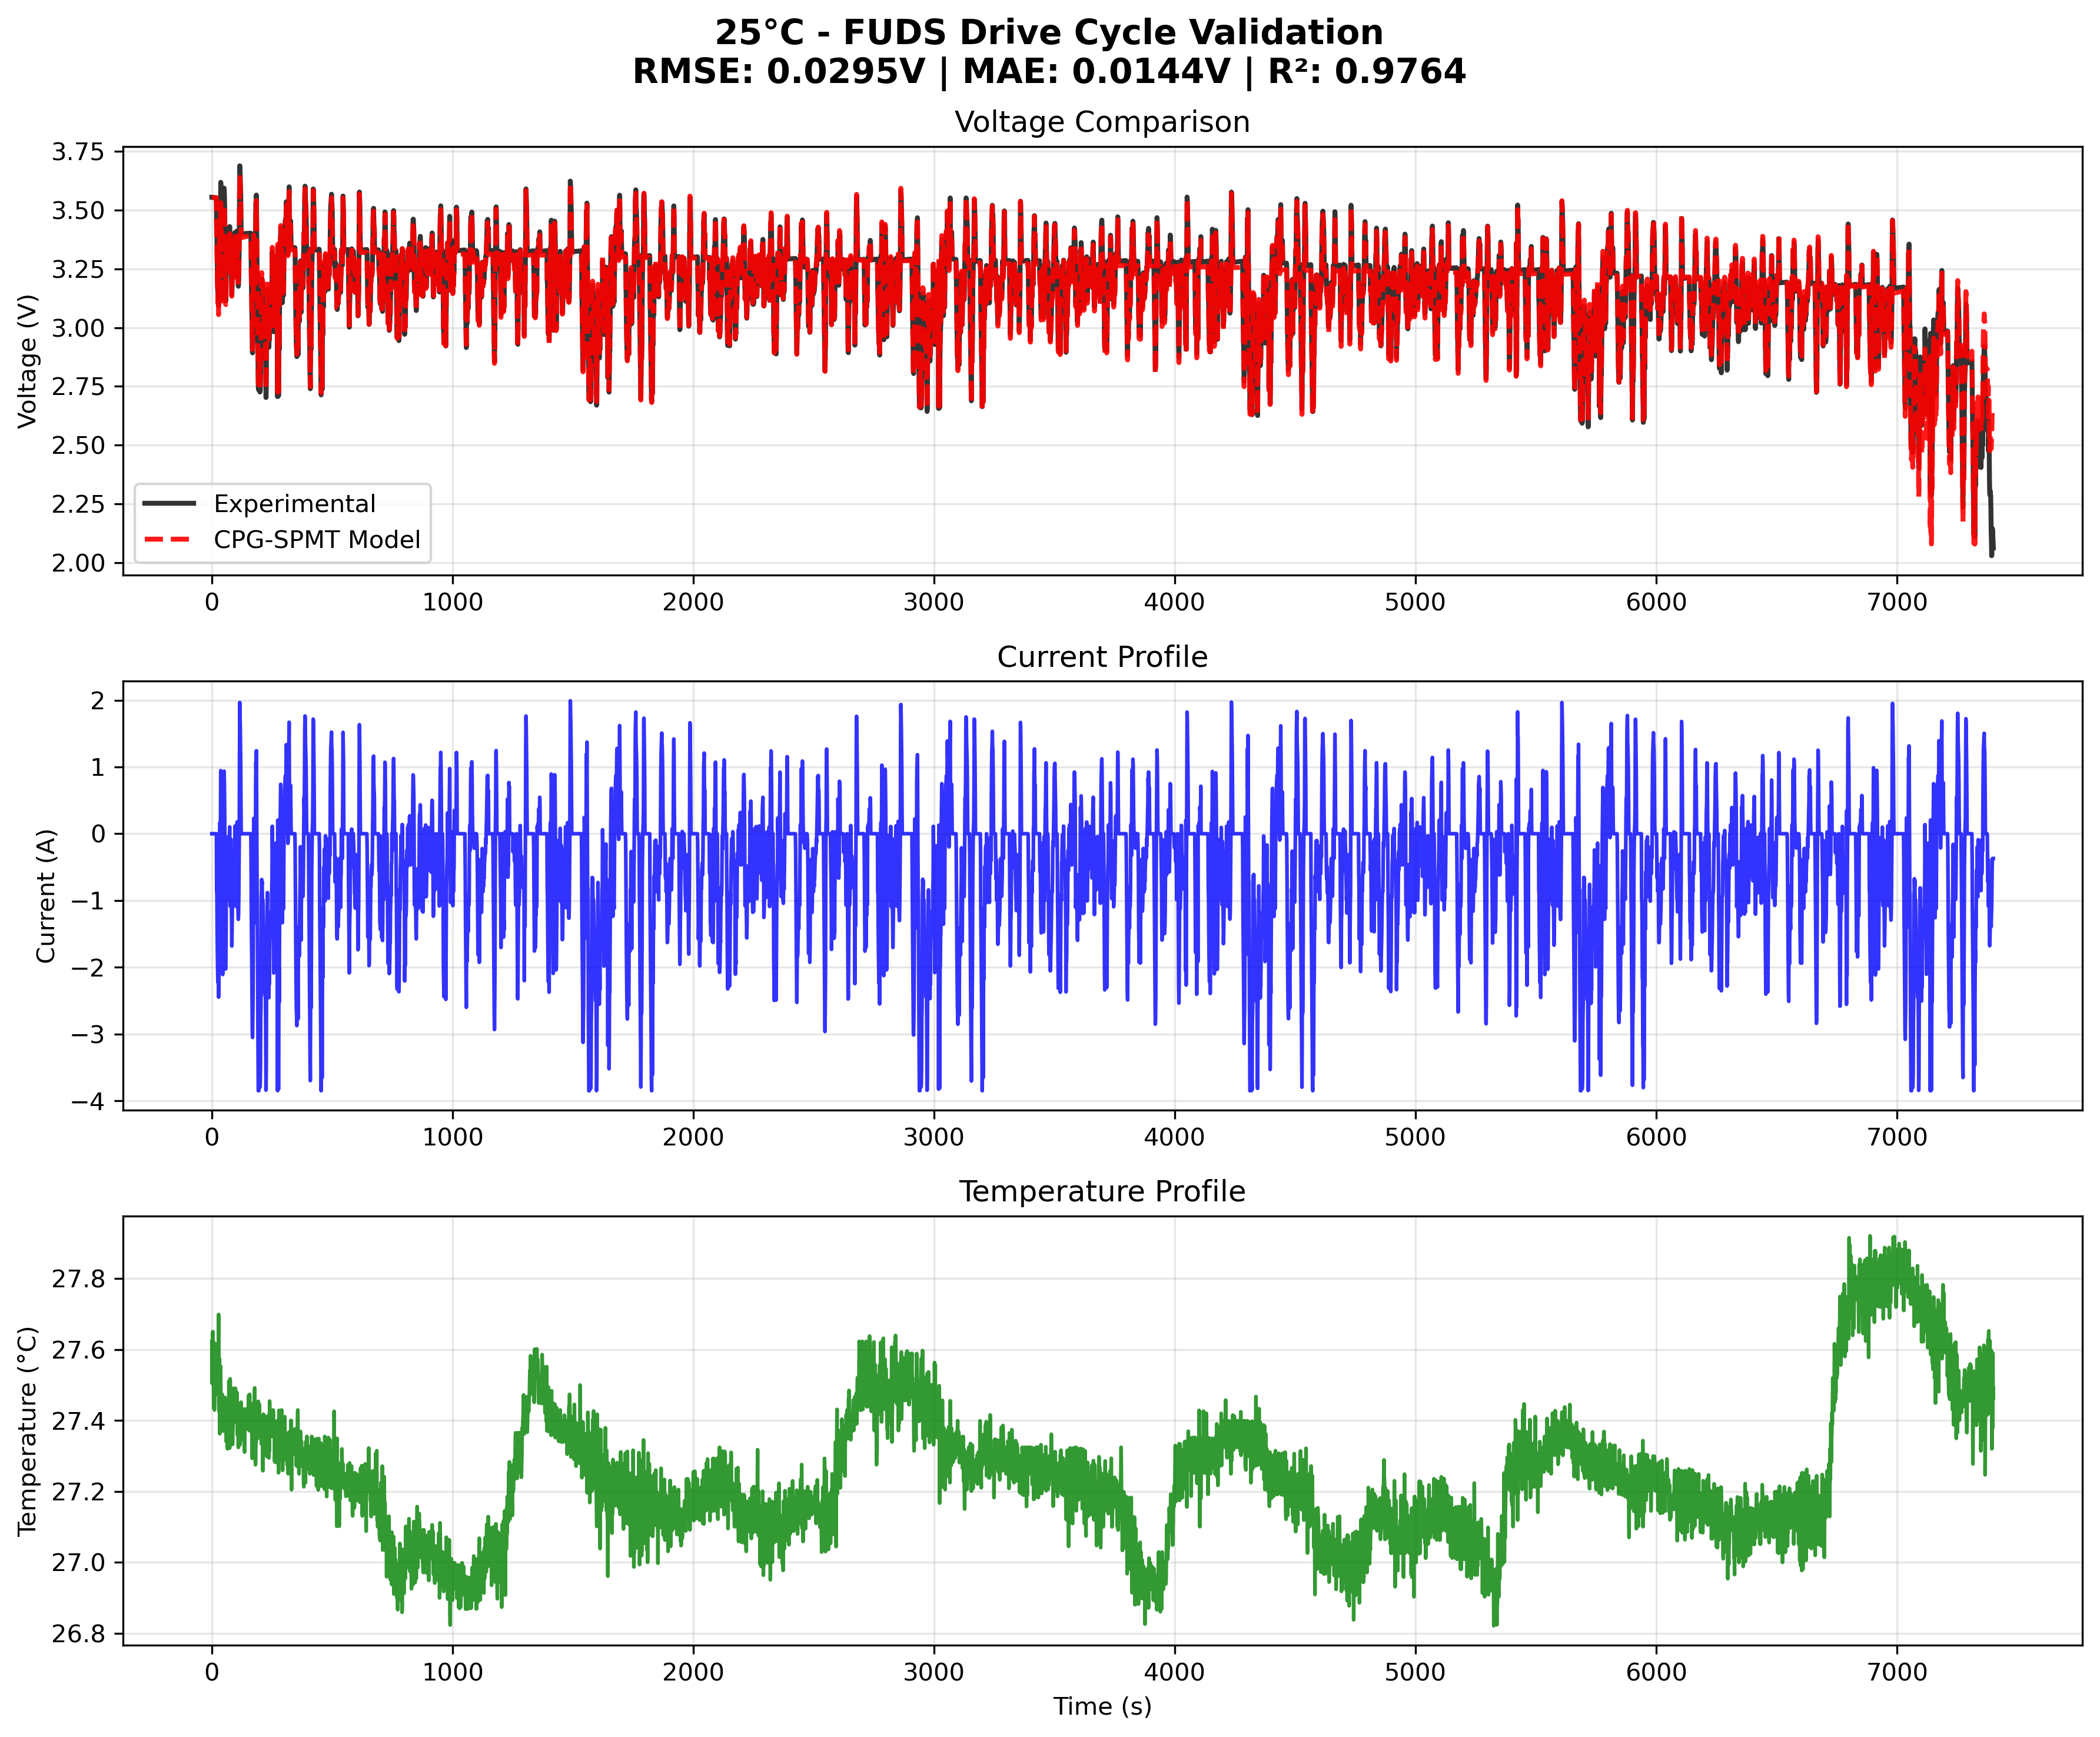 25°C - FUDS Drive Cycle Validation
RMSE: 0.0295V | MAE: 0.0144V | R²: 0.9764
Voltage Comparison
3.75
3.50
3.25
3.00
2.75
2.50
2.25
2.00
Voltage (V)
Experimental
CPG-SPMT Model
0 1000 2000 3000 4000 5000 6000 7000
Current Profile
2
1
0
−1
−2
−3
−4
Current (A)
0 1000 2000 3000 4000 5000 6000 7000
Temperature Profile
27.8
27.6
27.4
27.2
27.0
26.8
Temperature (°C)
0 1000 2000 3000 4000 5000 6000 7000
Time (s)